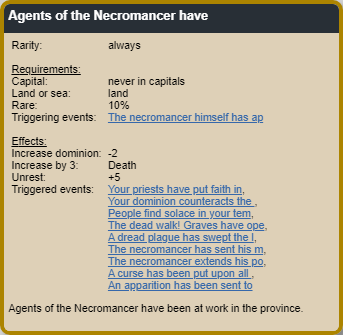 Agents of the Necromancer have
Rarity: always
Requirements:
Capital: never in capitals
Land or sea: land
Rare: 10%
Triggering events: The necromancer himself has ap
Effects:
Increase dominion: -2
Increase by 3: Death
Unrest: +5
Triggered events: Your priests have put faith in,
Your dominion counteracts the ,
People find solace in your tem,
The dead walk! Graves have ope,
A dread plaque has swept the l,
The necromancer has sent his m,
The necromancer extends his po,
A curse has been put upon all ,
An apparition has been sent to
Agents of the Necromancer have been at work in the province.